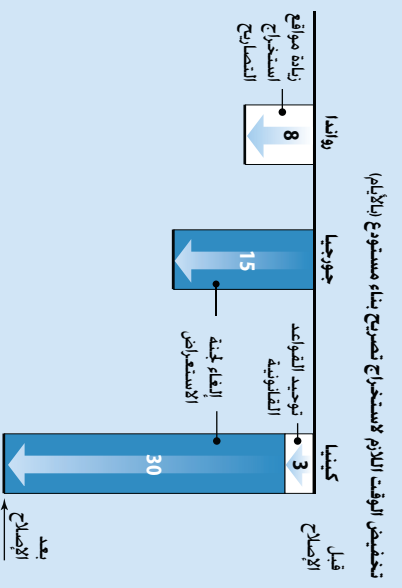 تخفيض الوقت اللازم لاستخراج تصريح بناء مستودع (بالأيام)
قبل
الإصلاح
كينيا
جورجيا
رواندا
3
توحيد القواعد
القانونية
30
إلغاء لجنة
الاستعراض
15
8
زيادة مواقع
استخراج
التصاريح
بعد
الإصلاح